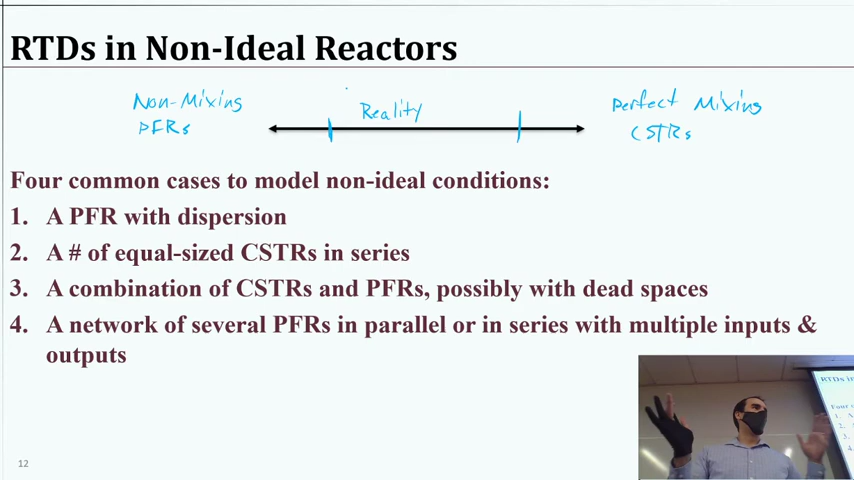 RTDs in Non-Ideal Reactors
Non-Mixing
PFRs
Reality
Perfect Mixing
CSTRs
Four common cases to model non-ideal conditions:
1. A PFR with dispersion
2. A # of equal-sized CSTRs in series
3. A combination of CSTRs and PFRs, possibly with dead spaces
4. A network of several PFRs in parallel or in series with multiple inputs &
outputs
12
RTDs in